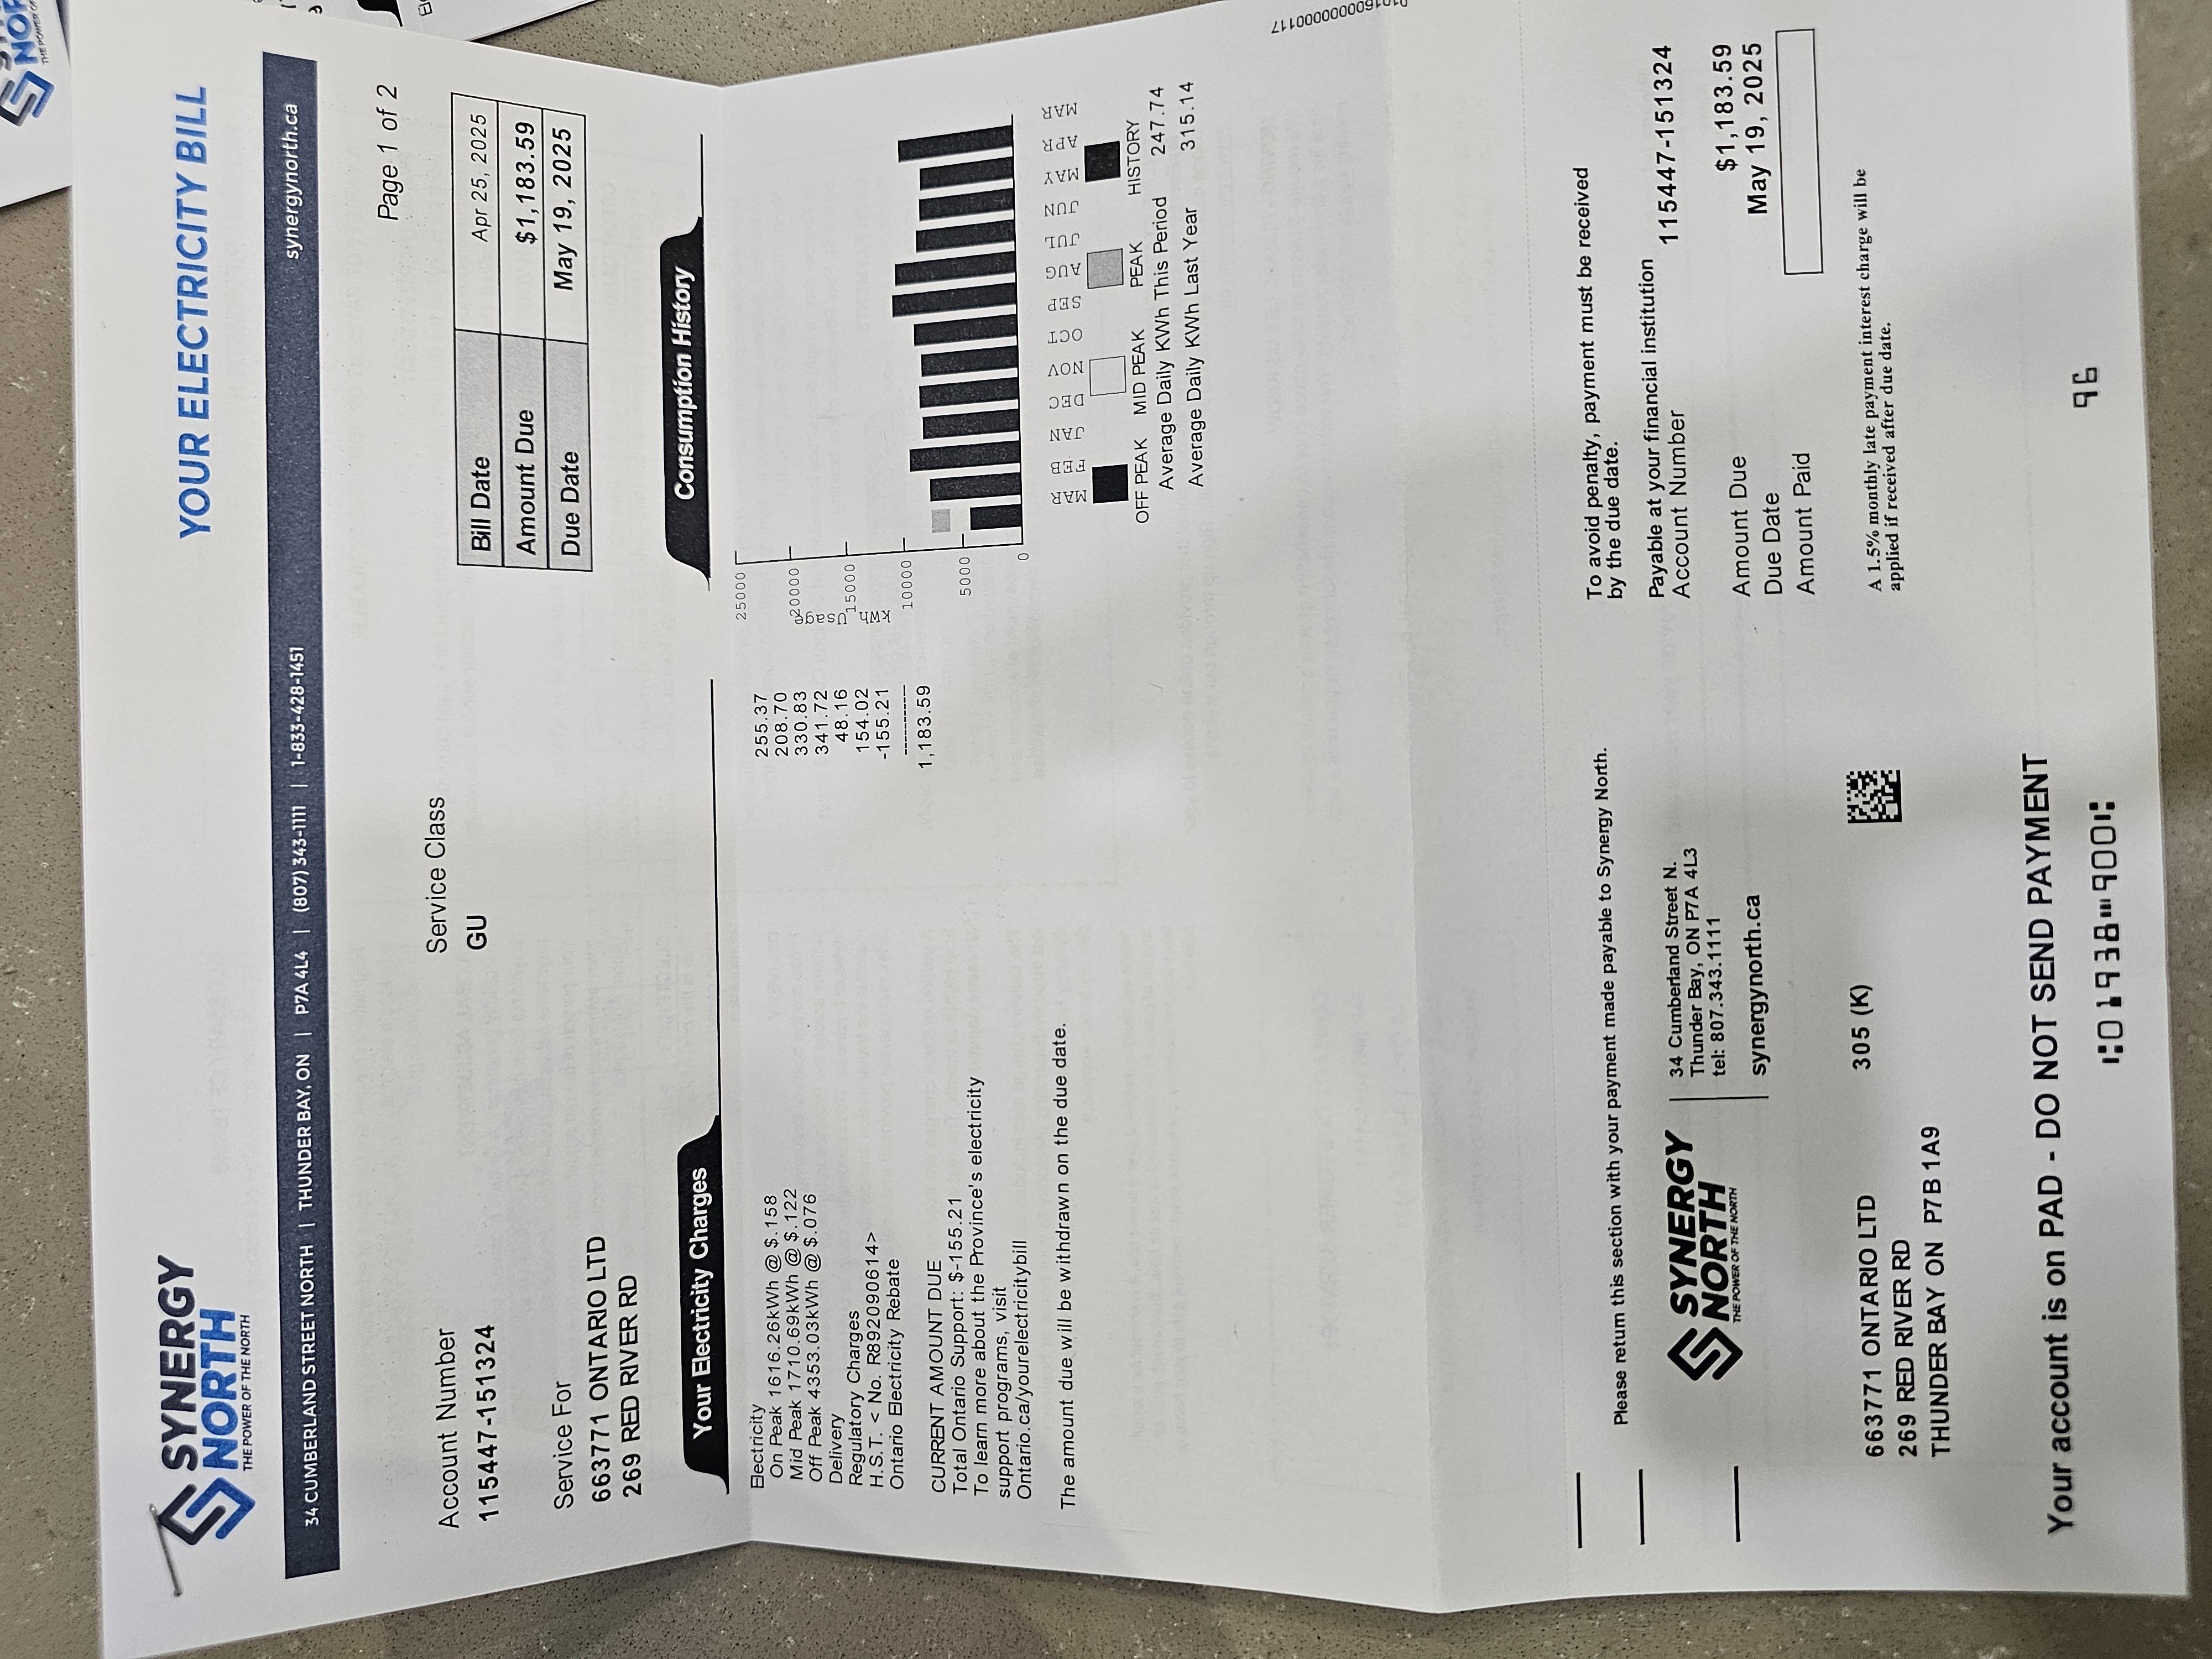 SYNERGY
NORTH
THE POWER OF THE NORTH
YOUR ELECTRICITY BILL
34 CUMBERLAND STREET NORTH | THUNDER BAY, ON | P7A 4L4 | (807) 343-1111 | 1-833-428-1451
synergynorth.ca
Page 1 of 2
Account Number
115447-151324
Service Class
GU
Bill Date Apr 25, 2025
Amount Due $1,183.59
Due Date May 19, 2025
Service For
663771 ONTARIO LTD
269 RED RIVER RD
Your Electricity Charges
Electricity
On Peak 1616.26kWh @ $.158 255.37
Mid Peak 1710.69kWh @ $.122 208.70
Off Peak 4353.03kWh @ $.076 330.83
Delivery 341.72
Regulatory Charges 48.16
H.S.T. < No. R892090614> 154.02
Ontario Electricity Rebate -155.21
----------
CURRENT AMOUNT DUE 1,183.59
Total Ontario Support: $-155.21
To learn more about the Province's electricity
support programs, visit
Ontario.ca/yourelectricitybill
The amount due will be withdrawn on the due date.
Consumption History
kWh Usage
25000
20000
15000
10000
5000
0
MAR FEB JAN DEC NOV OCT SEP AUG JUL JUN MAY APR MAR
OFF PEAK MID PEAK PEAK HISTORY
Average Daily KWh This Period 247.74
Average Daily KWh Last Year 315.14
Please return this section with your payment made payable to Synergy North.
SYNERGY
NORTH
THE POWER OF THE NORTH
34 Cumberland Street N.
Thunder Bay, ON P7A 4L3
tel: 807.343.1111
synergynorth.ca
To avoid penalty, payment must be received
by the due date.
Payable at your financial institution
Account Number 115447-151324
Amount Due $1,183.59
Due Date May 19, 2025
Amount Paid
663771 ONTARIO LTD 305 (K)
269 RED RIVER RD
THUNDER BAY ON P7B 1A9
A 1.5% monthly late payment interest charge will be
applied if received after due date.
Your account is on PAD - DO NOT SEND PAYMENT
⑆01938⑉900⑆ 96